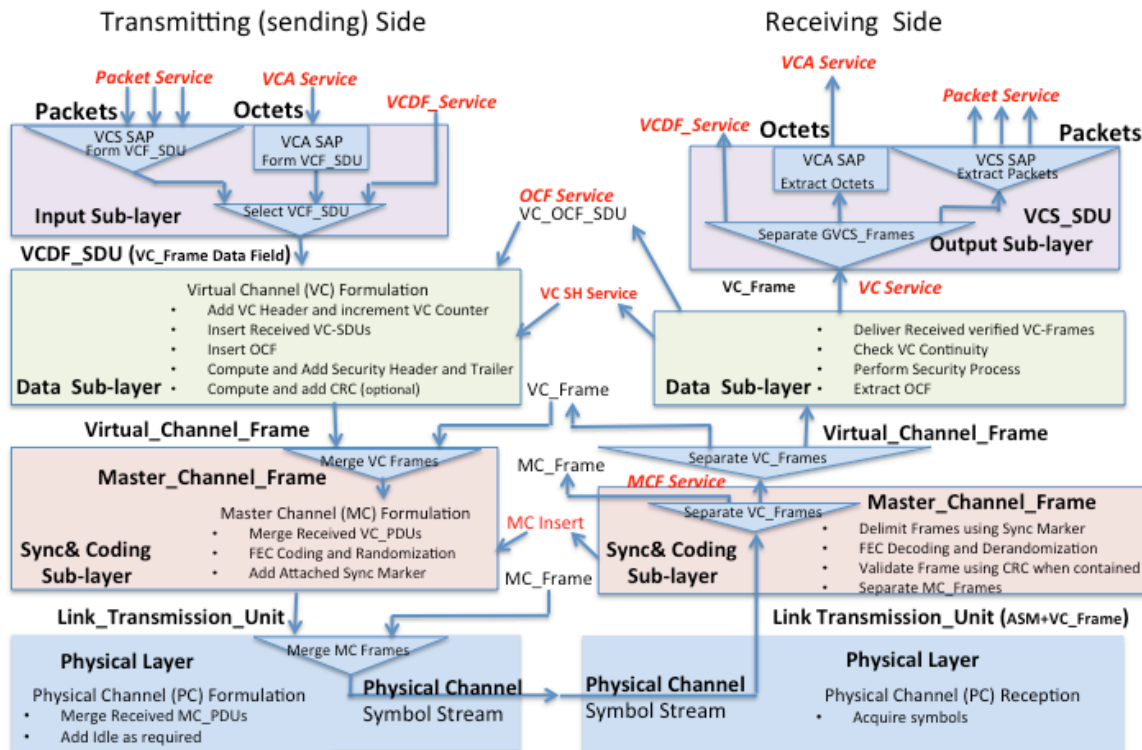 Transmitting (sending) Side
Packet Service
VCA Service
VCDF_Service
Packets
Octets
VCS SAP
Form VCF_SDU
VCA SAP
Form VCF_SDU
Select VCF_SDU
Input Sub-layer
VCDF_SDU (VC_Frame Data Field)
Virtual Channel (VC) Formulation
• Add VC Header and increment VC Counter
• Insert Received VC-SDUs
• Insert OCF
• Compute and Add Security Header and Trailer
• Compute and add CRC (optional)
Data Sub-layer
Virtual_Channel_Frame
Merge VC Frames
Master_Channel_Frame
Master Channel (MC) Formulation
• Merge Received VC_PDUs
• FEC Coding and Randomization
• Add Attached Sync Marker
Sync& Coding
Sub-layer
Link_Transmission_Unit
Merge MC Frames
Physical Layer
Physical Channel (PC) Formulation
• Merge Received MC_PDUs
• Add Idle as required
Physical Channel
Symbol Stream
OCF Service
VC_OCF_SDU
VC SH Service
VC_Frame
MC_Frame
MC Insert
MC_Frame
Receiving Side
VCA Service
Packet Service
VCDF_Service
Octets
Packets
VCA SAP
Extract Octets
VCS SAP
Extract Packets
VCS_SDU
Separate GVCS_Frames
Output Sub-layer
VC_Frame
VC Service
• Deliver Received verified VC-Frames
• Check VC Continuity
• Perform Security Process
• Extract OCF
Data Sub-layer
Virtual_Channel_Frame
Separate VC_Frames
MCF Service
Separate VC_Frames
Master_Channel_Frame
• Delimit Frames using Sync Marker
• FEC Decoding and Derandomization
• Validate Frame using CRC when contained
• Separate MC_Frames
Sync& Coding
Sub-layer
Link Transmission_Unit (ASM+VC_Frame)
Physical Layer
Physical Channel
Symbol Stream
Physical Channel (PC) Reception
• Acquire symbols